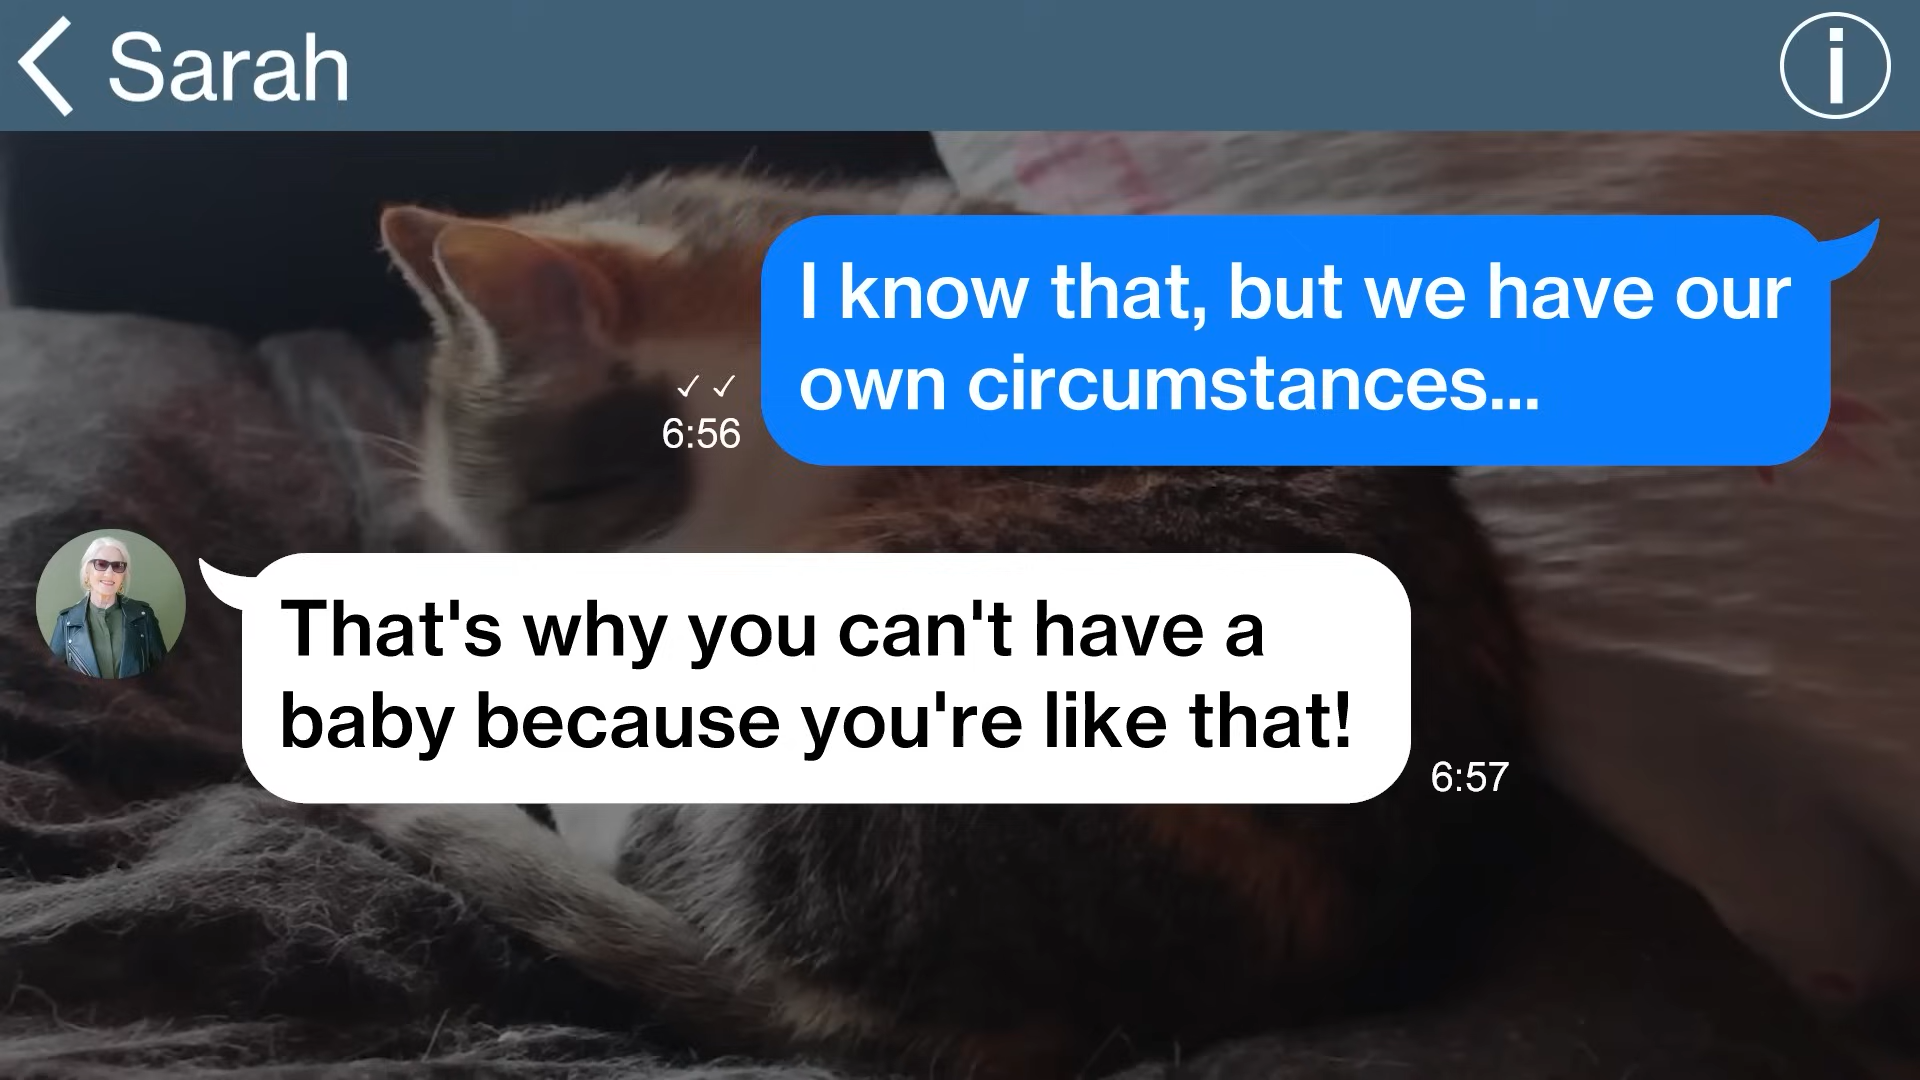 Sarah
I know that, but we have our
own circumstances...
✓ ✓
6:56
That's why you can't have a
baby because you're like that!
6:57